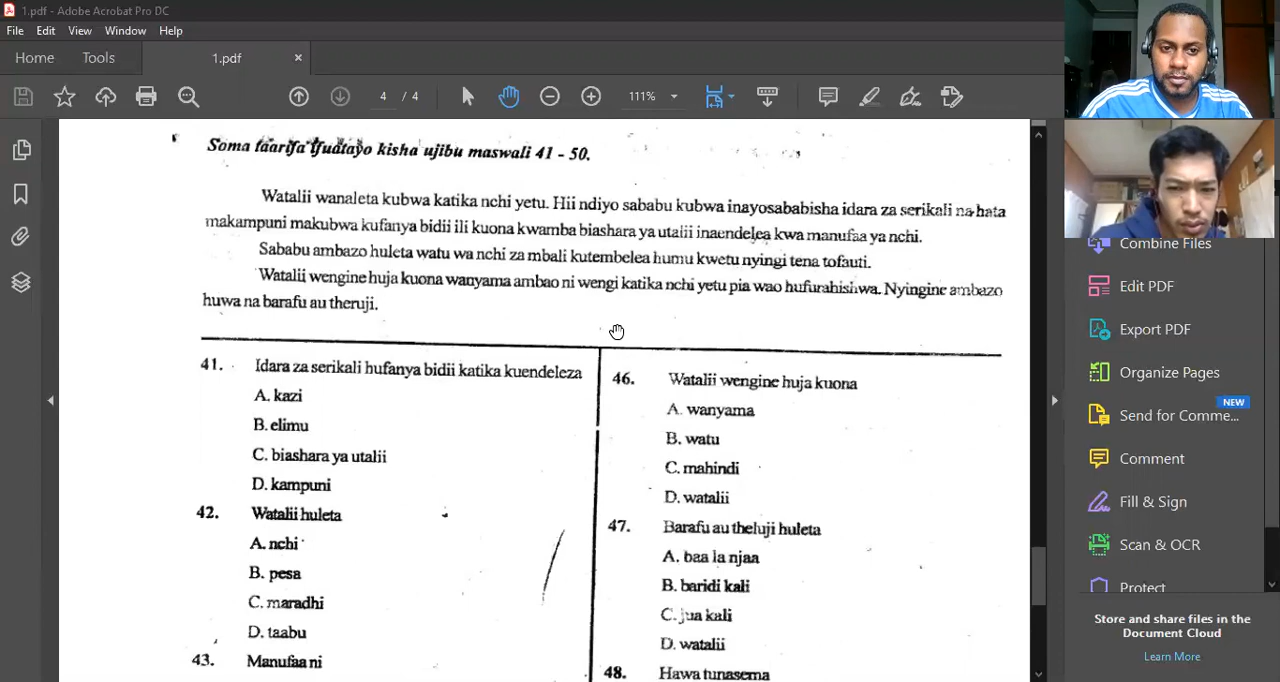 1.pdf - Adobe Acrobat Pro DC
File Edit View Window Help
Home Tools 1.pdf ×
4 / 4 111%
Soma taarifa ifuatayo kisha ujibu maswali 41 - 50.
Watalii wanaleta kubwa katika nchi yetu. Hii ndiyo sababu kubwa inayosababisha idara za serikali na hata
makampuni makubwa kufanya bidii ili kuona kwamba biashara ya utalii inaendelea kwa manufaa ya nchi.
Sababu ambazo huleta watu wa nchi za mbali kutembelea humu kwetu nyingi tena tofauti.
Watalii wengine huja kuona wanyama ambao ni wengi katika nchi yetu pia wao hufurahishwa. Nyingine ambazo
huwa na barafu au theruji.
41. Idara za serikali hufanya bidii katika kuendeleza
A. kazi
B. elimu
C. biashara ya utalii
D. kampuni
42. Watalii huleta
A. nchi
B. pesa
C. maradhi
D. taabu
43. Manufaa ni
46. Watalii wengine huja kuona
A. wanyama
B. watu
C. mahindi
D. watalii
47. Barafu au theluji huleta
A. baa la njaa
B. baridi kali
C. jua kali
D. watalii
48. Hawa tunasema
Combine Files
Edit PDF
Export PDF
Organize Pages
NEW
Send for Comme...
Comment
Fill & Sign
Scan & OCR
Protect
Store and share files in the
Document Cloud
Learn More